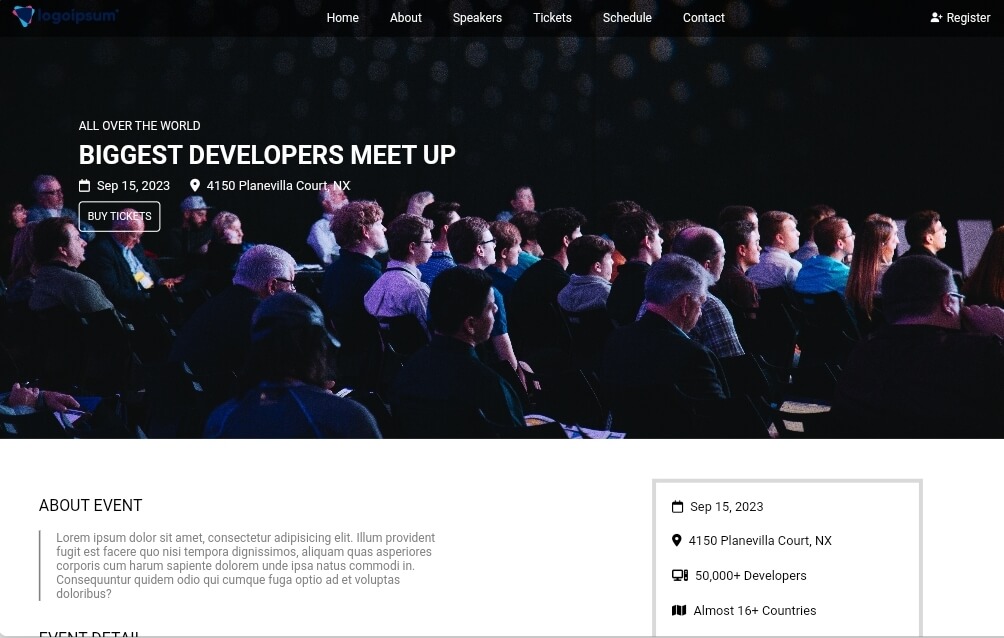 logoipsum
Home About Speakers Tickets Schedule Contact Register
ALL OVER THE WORLD
BIGGEST DEVELOPERS MEET UP
Sep 15, 2023 4150 Planevilla Court, NX
BUY TICKETS
ABOUT EVENT
Lorem ipsum dolor sit amet, consectetur adipisicing elit. Illum provident
fugit est facere quo nisi tempora dignissimos, aliquam quas asperiores
corporis cum harum sapiente dolorem unde ipsa natus commodi in.
Consequuntur quidem odio qui cumque fuga optio ad et voluptas
doloribus?
Sep 15, 2023
4150 Planevilla Court, NX
50,000+ Developers
Almost 16+ Countries
EVENT DETAIL